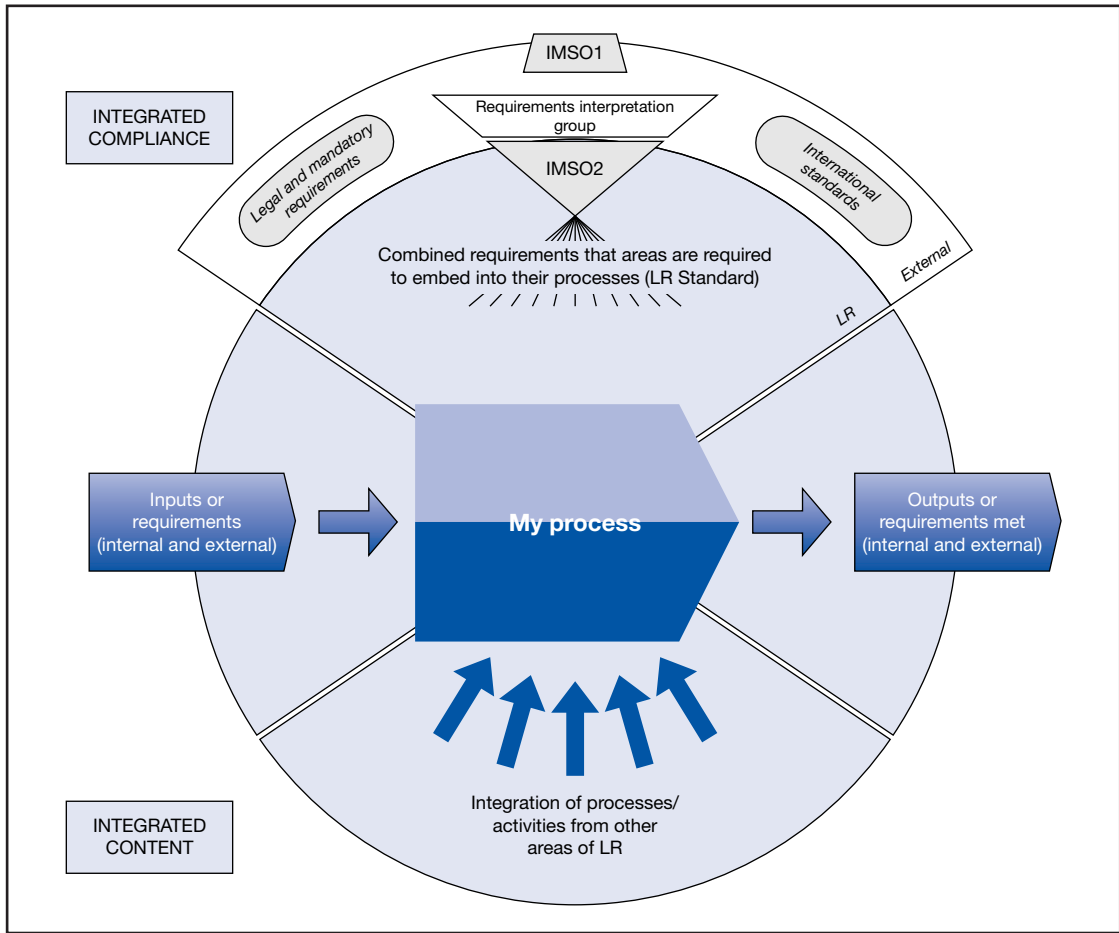 IMSO1
INTEGRATED
COMPLIANCE
Requirements interpretation
group
Legal and mandatory
requirements
IMSO2
International
standards
Combined requirements that areas are required
to embed into their processes (LR Standard)
External
LR
Inputs or
requirements
(internal and external)
My process
Outputs or
requirements met
(internal and external)
Integration of processes/
activities from other
areas of LR
INTEGRATED
CONTENT